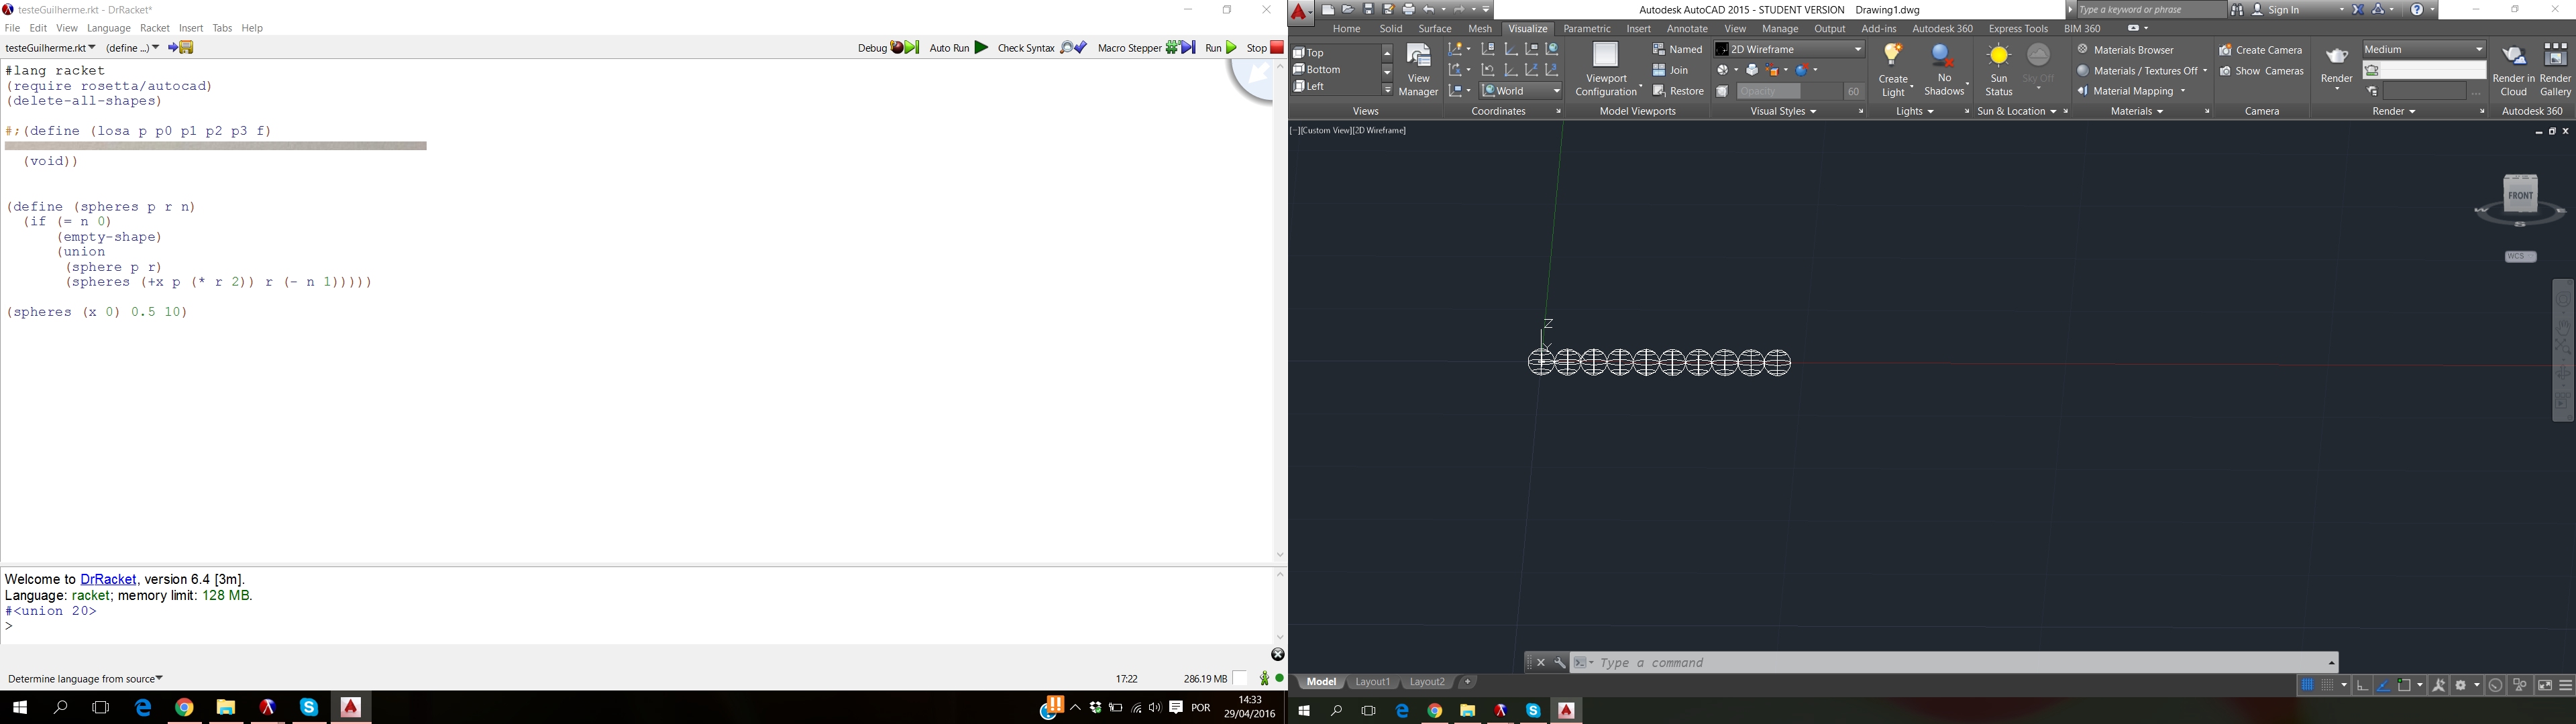 testeGuilherme.rkt - DrRacket*
File Edit View Language Racket Insert Tabs Help
testeGuilherme.rkt (define ...) Debug Auto Run Check Syntax Macro Stepper Run Stop
#lang racket
(require rosetta/autocad)
(delete-all-shapes)
#;(define (losa p p0 p1 p2 p3 f)
(void))
(define (spheres p r n)
(if (= n 0)
(empty-shape)
(union
(sphere p r)
(spheres (+x p (* r 2)) r (- n 1)))))
(spheres (x 0) 0.5 10)
Welcome to DrRacket, version 6.4 [3m].
Language: racket; memory limit: 128 MB.
#<union 20>
>
Determine language from source 17:22 286.19 MB
POR 14:33
29/04/2016
Autodesk AutoCAD 2015 - STUDENT VERSION Drawing1.dwg Type a keyword or phrase Sign In
Home Solid Surface Mesh Visualize Parametric Insert Annotate View Manage Output Add-ins Autodesk 360 Express Tools BIM 360
Top
Bottom
Left
View
Manager
World
Viewport
Configuration
Named
Join
Restore
2D Wireframe
Opacity 60
Create
Light
No
Shadows
Sun
Status
Sky Off
Materials Browser
Materials / Textures Off
Material Mapping
Create Camera
Show Cameras
Render
Medium
Render in
Cloud
Render
Gallery
Views Coordinates Model Viewports Visual Styles Lights Sun & Location Materials Camera Render Autodesk 360
[−][Custom View][2D Wireframe]
FRONT
W
E
S
WCS
Z
Y
Type a command
Model Layout1 Layout2 +